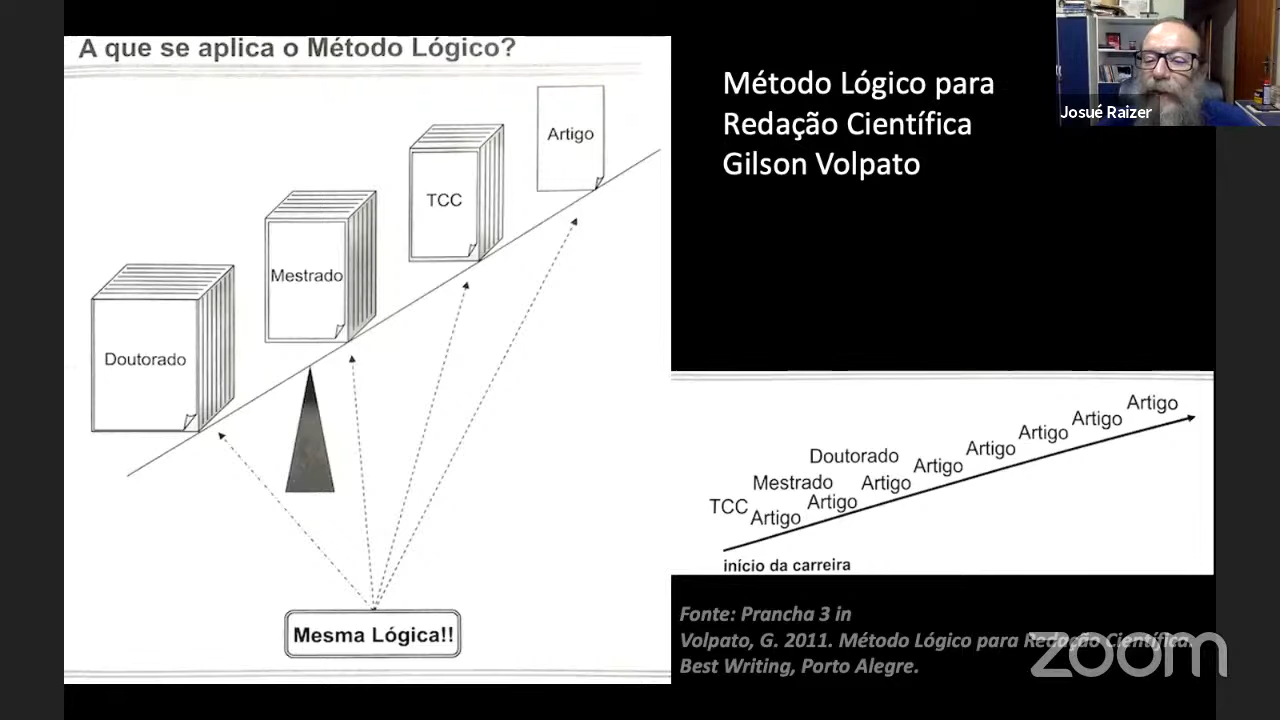 A que se aplica o Método Lógico?
Artigo
TCC
Mestrado
Doutorado
Mesma Lógica!!
Método Lógico para
Redação Científica
Gilson Volpato
Josué Raizer
Artigo
Artigo
Artigo
Artigo
Artigo
Artigo
Artigo
Artigo
Doutorado
Mestrado
TCC
início da carreira
Fonte: Prancha 3 in
Volpato, G. 2011. Método Lógico para Redação Científica.
Best Writing, Porto Alegre.
zoom